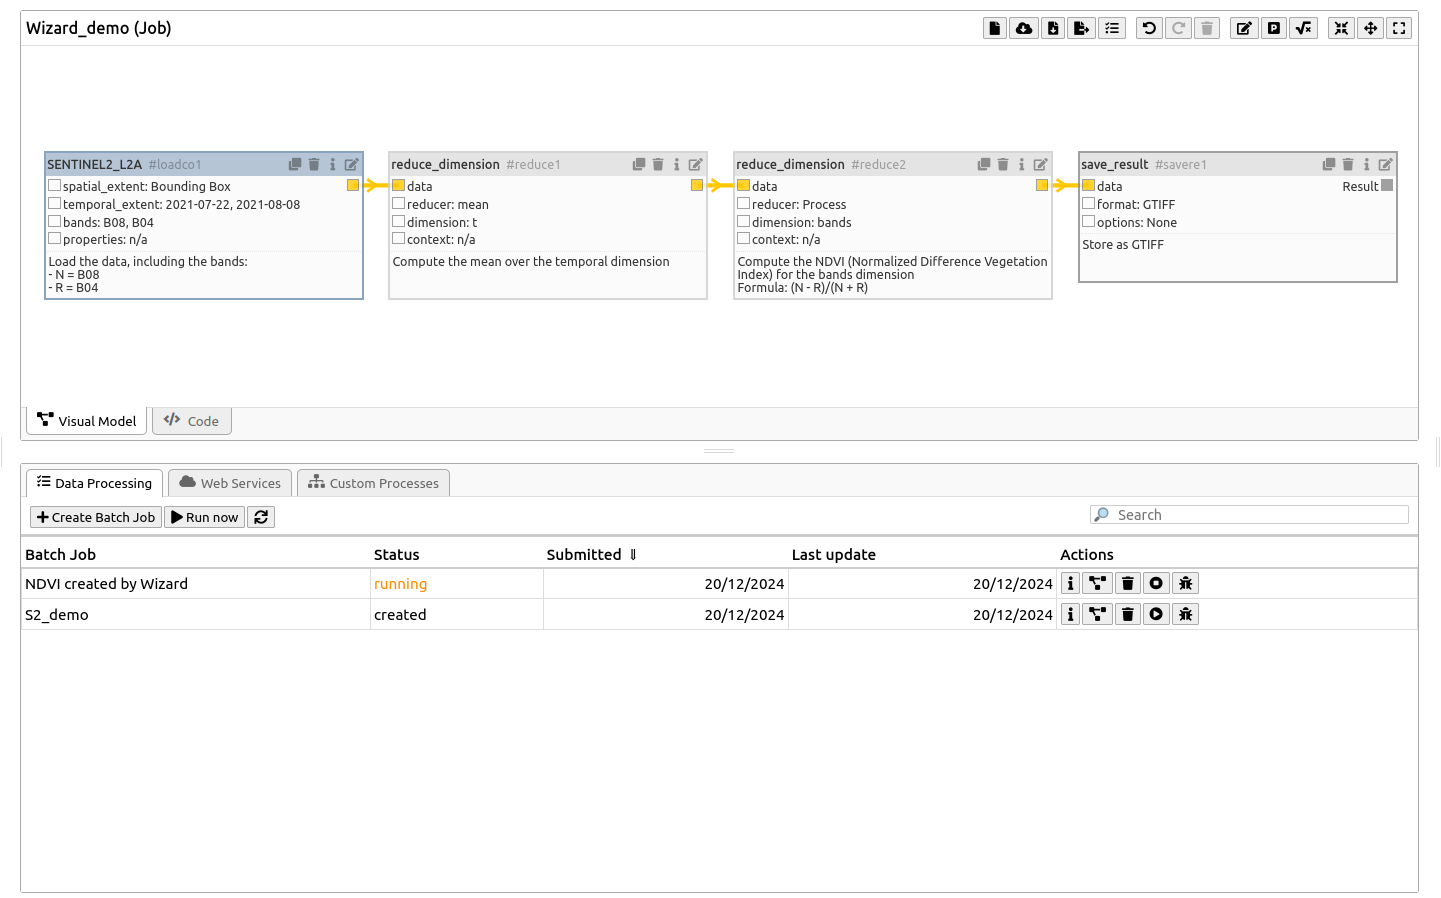 Wizard_demo (Job)
SENTINEL2_L2A #loadco1
spatial_extent: Bounding Box
temporal_extent: 2021-07-22, 2021-08-08
bands: B08, B04
properties: n/a
Load the data, including the bands:
- N = B08
- R = B04
reduce_dimension #reduce1
data
reducer: mean
dimension: t
context: n/a
Compute the mean over the temporal dimension
reduce_dimension #reduce2
data
reducer: Process
dimension: bands
context: n/a
Compute the NDVI (Normalized Difference Vegetation
Index) for the bands dimension
Formula: (N - R)/(N + R)
save_result #savere1
data Result
format: GTIFF
options: None
Store as GTIFF
Visual Model Code
Data Processing Web Services Custom Processes
Create Batch Job Run now Search
Batch Job Status Submitted Last update Actions
NDVI created by Wizard running 20/12/2024 20/12/2024
S2_demo created 20/12/2024 20/12/2024